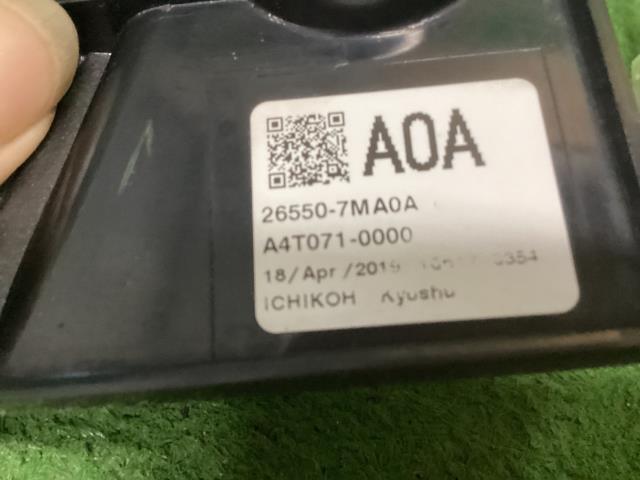 A0A
26550-7MA0A
A4T071-0000
18/Apr/2019
ICHIKOH Kyushu